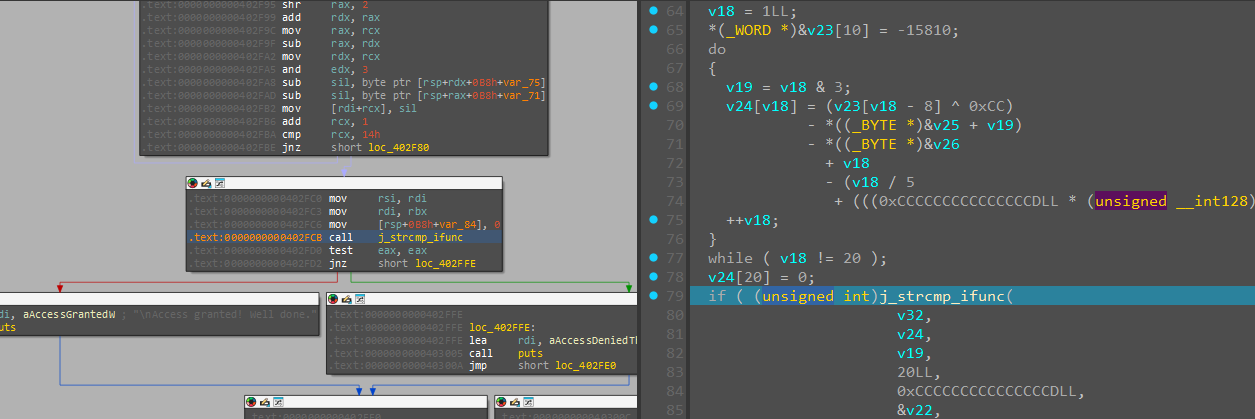 .text:0000000000402F95 shr rax, 2
.text:0000000000402F99 add rdx, rax
.text:0000000000402F9C mov rax, rcx
.text:0000000000402F9F sub rax, rdx
.text:0000000000402FA2 mov rdx, rcx
.text:0000000000402FA5 and edx, 3
.text:0000000000402FA8 sub sil, byte ptr [rsp+rdx+0B8h+var_75]
.text:0000000000402FAD sub sil, byte ptr [rsp+rax+0B8h+var_71]
.text:0000000000402FB2 mov [rdi+rcx], sil
.text:0000000000402FB6 add rcx, 1
.text:0000000000402FBA cmp rcx, 14h
.text:0000000000402FBE jnz short loc_402F80
.text:0000000000402FC0 mov rsi, rdi
.text:0000000000402FC3 mov rdi, rbx
.text:0000000000402FC6 mov [rsp+0B8h+var_84], 0
.text:0000000000402FCB call j_strcmp_ifunc
.text:0000000000402FD0 test eax, eax
.text:0000000000402FD2 jnz short loc_402FFE
di, aAccessGrantedW ; "\nAccess granted! Well done."
uts
.text:0000000000402FFE
.text:0000000000402FFE loc_402FFE:
.text:0000000000402FFE lea rdi, aAccessDeniedTh
.text:0000000000403005 call puts
.text:000000000040300A jmp short loc_402FE0
64 v18 = 1LL;
65 *(_WORD *)&v23[10] = -15810;
66 do
67 {
68 v19 = v18 & 3;
69 v24[v18] = (v23[v18 - 8] ^ 0xCC)
70 - *((_BYTE *)&v25 + v19)
71 - *((_BYTE *)&v26
72 + v18
73 - (v18 / 5
74 + (((0xCCCCCCCCCCCCCCCDLL * (unsigned __int128)
75 ++v18;
76 }
77 while ( v18 != 20 );
78 v24[20] = 0;
79 if ( (unsigned int)j_strcmp_ifunc(
80 v32,
81 v24,
82 v19,
83 20LL,
84 0xCCCCCCCCCCCCCCCDLL,
85 &v22,